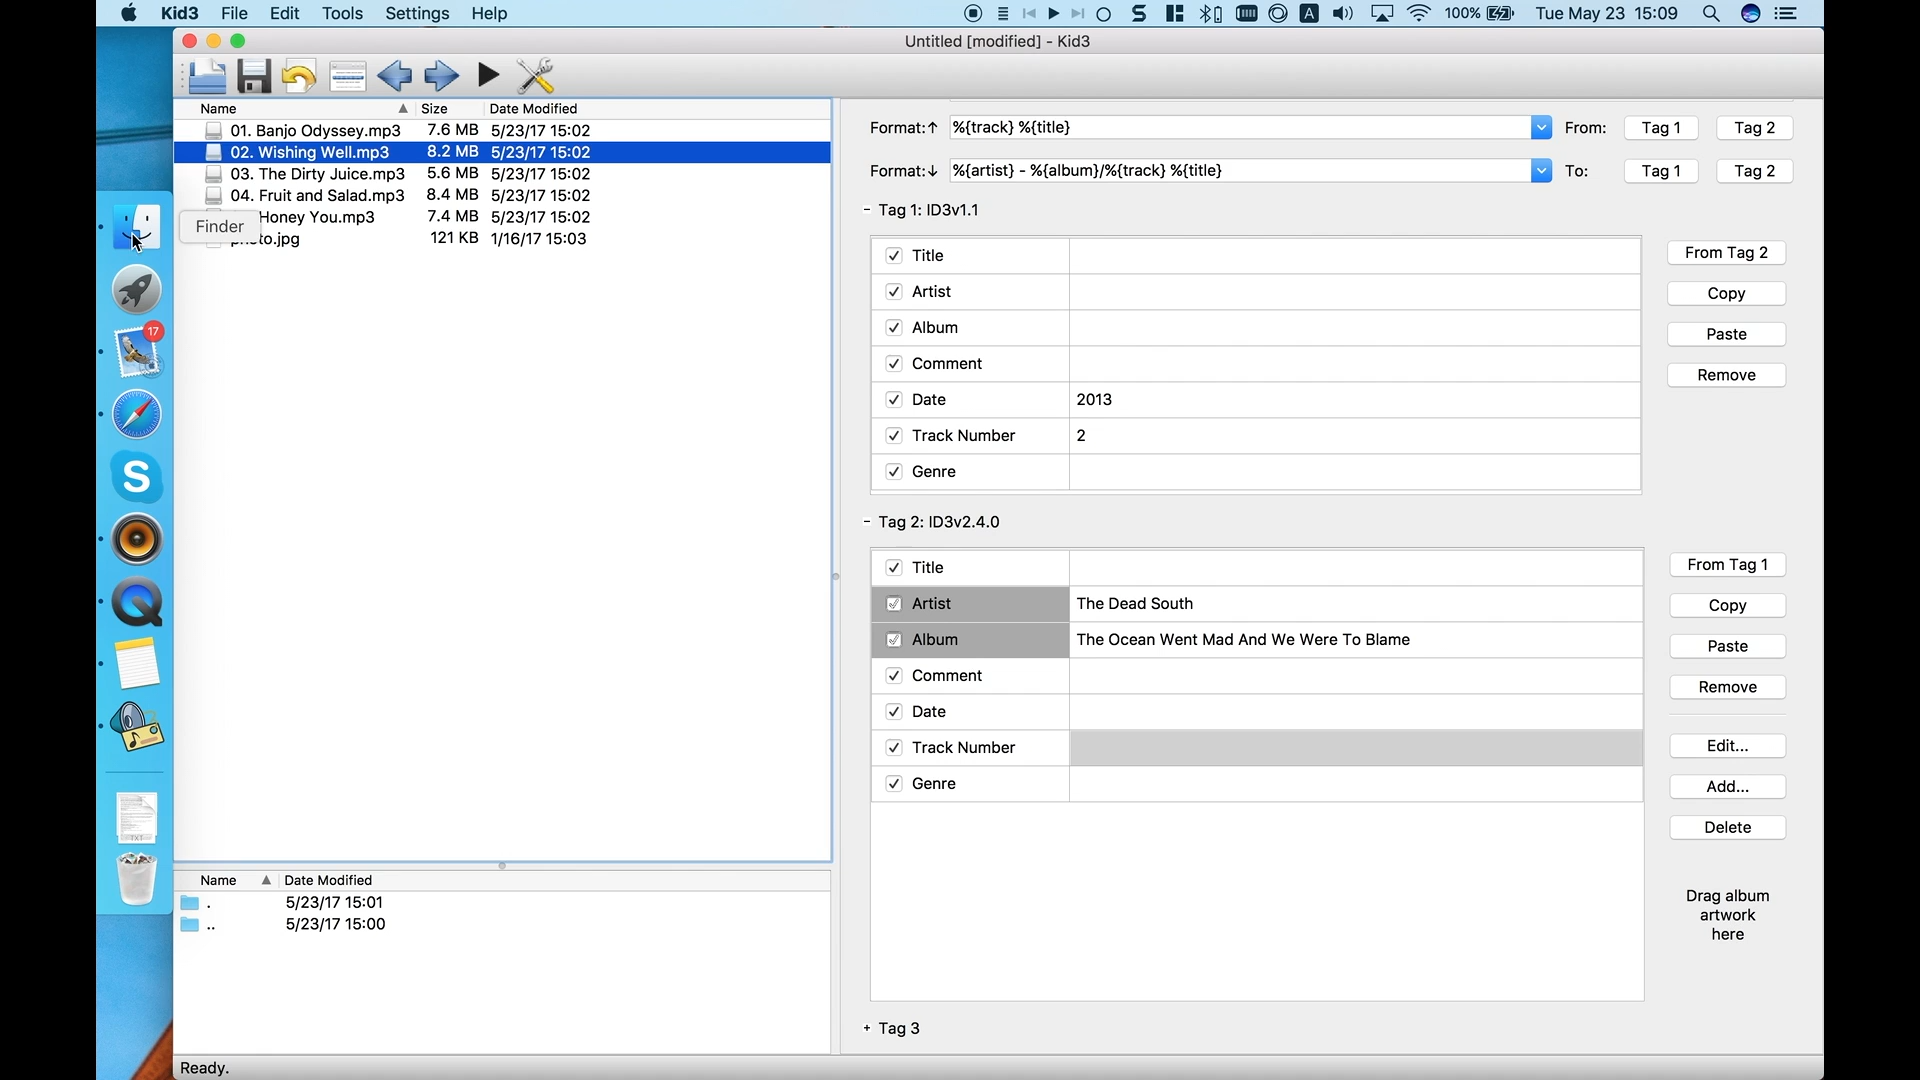 Kid3 File Edit Tools Settings Help 100% Tue May 23 15:09
Untitled [modified] - Kid3
Name Size Date Modified
01. Banjo Odyssey.mp3 7.6 MB 5/23/17 15:02
02. Wishing Well.mp3 8.2 MB 5/23/17 15:02
03. The Dirty Juice.mp3 5.6 MB 5/23/17 15:02
04. Fruit and Salad.mp3 8.4 MB 5/23/17 15:02
Honey You.mp3 7.4 MB 5/23/17 15:02
Finder
photo.jpg 121 KB 1/16/17 15:03
17
TXT
Name Date Modified
. 5/23/17 15:01
.. 5/23/17 15:00
Format:↑ %{track} %{title} From: Tag 1 Tag 2
Format:↓ %{artist} - %{album}/%{track} %{title} To: Tag 1 Tag 2
- Tag 1: ID3v1.1
Title
Artist
Album
Comment
Date 2013
Track Number 2
Genre
From Tag 2
Copy
Paste
Remove
- Tag 2: ID3v2.4.0
Title
Artist The Dead South
Album The Ocean Went Mad And We Were To Blame
Comment
Date
Track Number
Genre
From Tag 1
Copy
Paste
Remove
Edit...
Add...
Delete
Drag album
artwork
here
+ Tag 3
Ready.